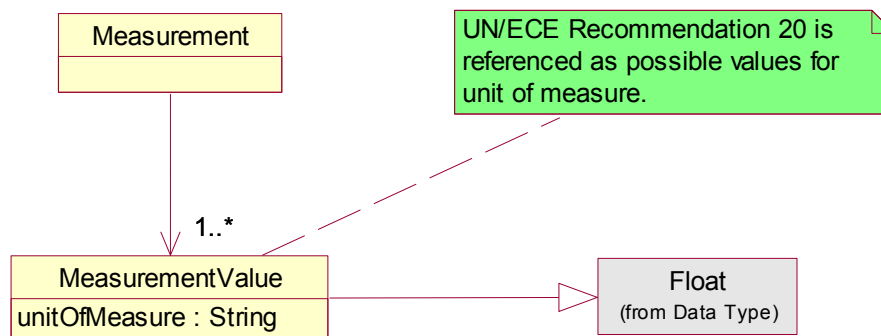 Measurement
UN/ECE Recommendation 20 is
referenced as possible values for
unit of measure.
1..*
MeasurementValue
unitOfMeasure : String
Float
(from Data Type)